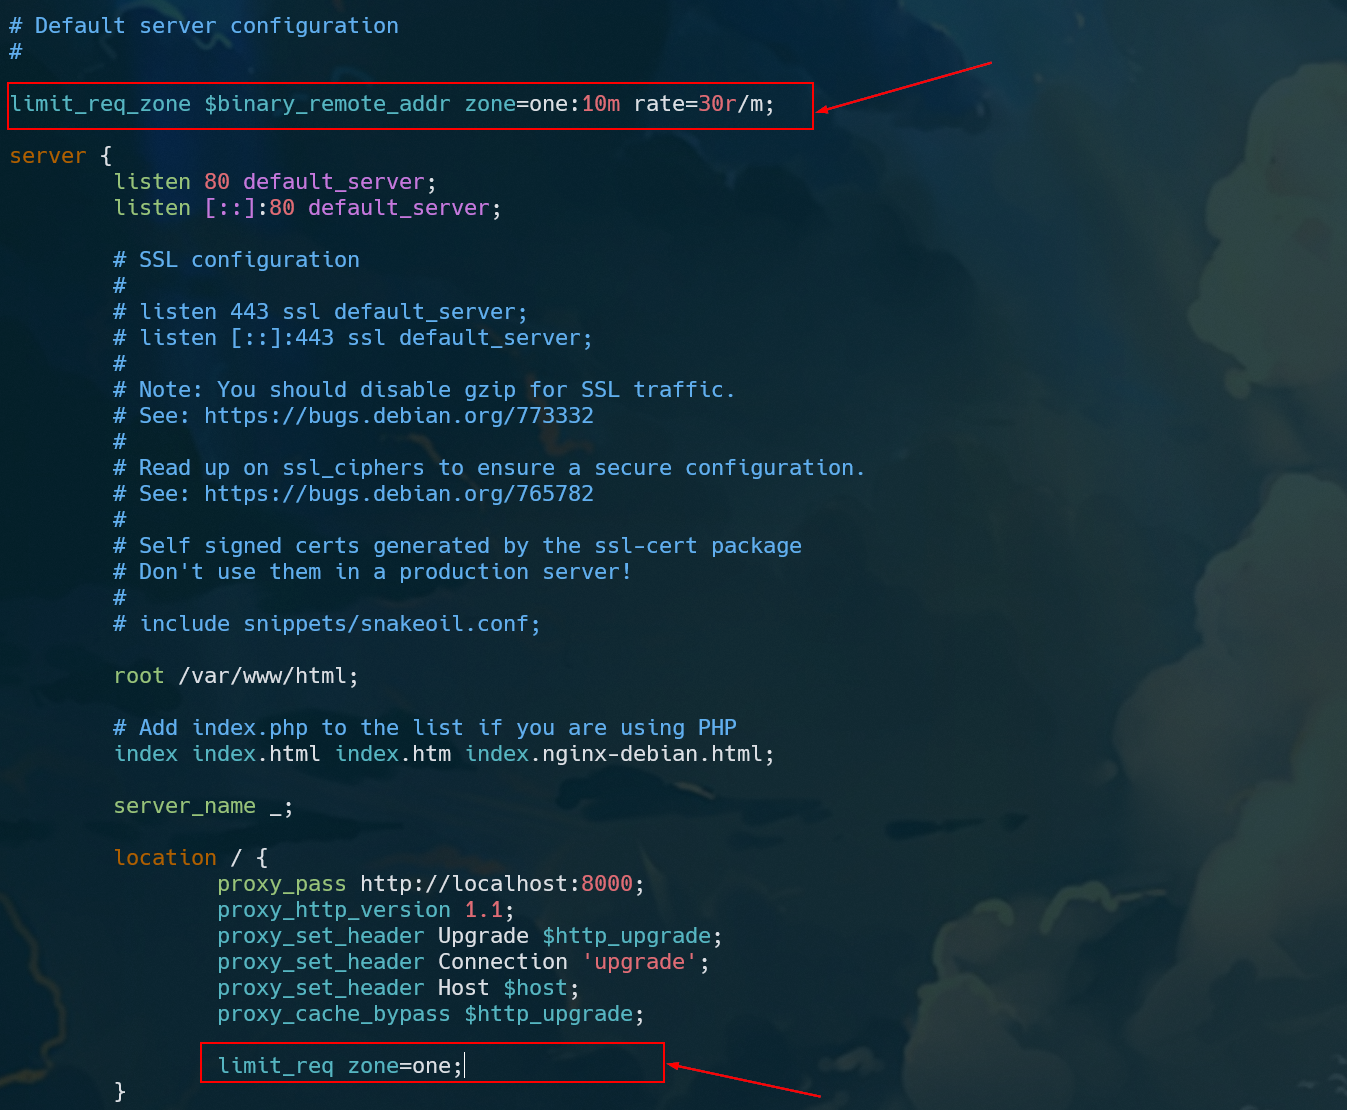 # Default server configuration
#
limit_req_zone $binary_remote_addr zone=one:10m rate=30r/m;
server {
listen 80 default_server;
listen [::]:80 default_server;
# SSL configuration
#
# listen 443 ssl default_server;
# listen [::]:443 ssl default_server;
#
# Note: You should disable gzip for SSL traffic.
# See: https://bugs.debian.org/773332
#
# Read up on ssl_ciphers to ensure a secure configuration.
# See: https://bugs.debian.org/765782
#
# Self signed certs generated by the ssl-cert package
# Don't use them in a production server!
#
# include snippets/snakeoil.conf;
root /var/www/html;
# Add index.php to the list if you are using PHP
index index.html index.htm index.nginx-debian.html;
server_name _;
location / {
proxy_pass http://localhost:8000;
proxy_http_version 1.1;
proxy_set_header Upgrade $http_upgrade;
proxy_set_header Connection 'upgrade';
proxy_set_header Host $host;
proxy_cache_bypass $http_upgrade;
limit_req zone=one;
}